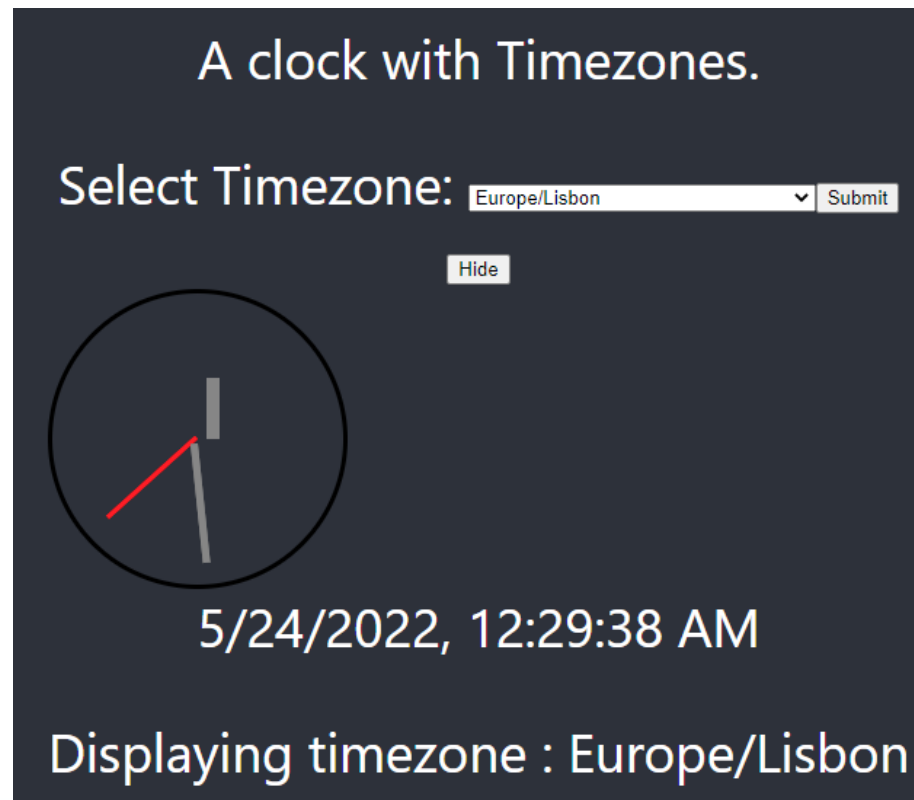 A clock with Timezones.
Select Timezone: Europe/Lisbon Submit
Hide
5/24/2022, 12:29:38 AM
Displaying timezone : Europe/Lisbon